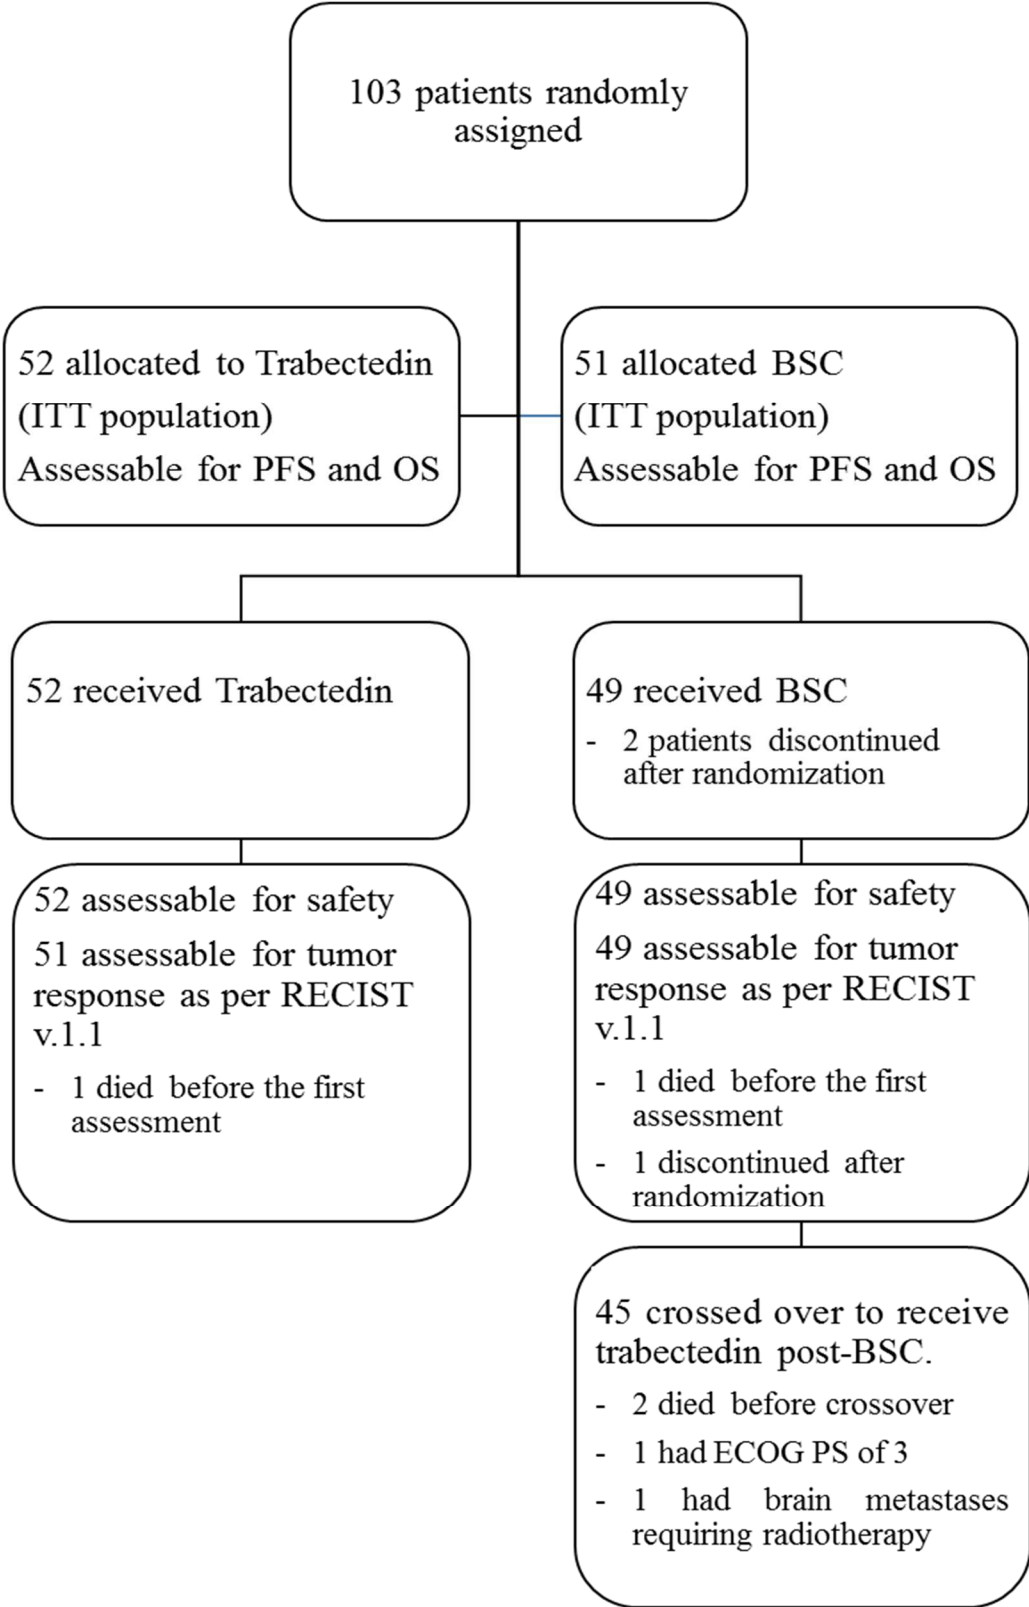 103 patients randomly
assigned
52 allocated to Trabectedin
(ITT population)
Assessable for PFS and OS
51 allocated BSC
(ITT population)
Assessable for PFS and OS
52 received Trabectedin
49 received BSC
- 2 patients discontinued
after randomization
52 assessable for safety
51 assessable for tumor
response as per RECIST
v.1.1
- 1 died before the first
assessment
49 assessable for safety
49 assessable for tumor
response as per RECIST
v.1.1
- 1 died before the first
assessment
- 1 discontinued after
randomization
45 crossed over to receive
trabectedin post-BSC.
- 2 died before crossover
- 1 had ECOG PS of 3
- 1 had brain metastases
requiring radiotherapy